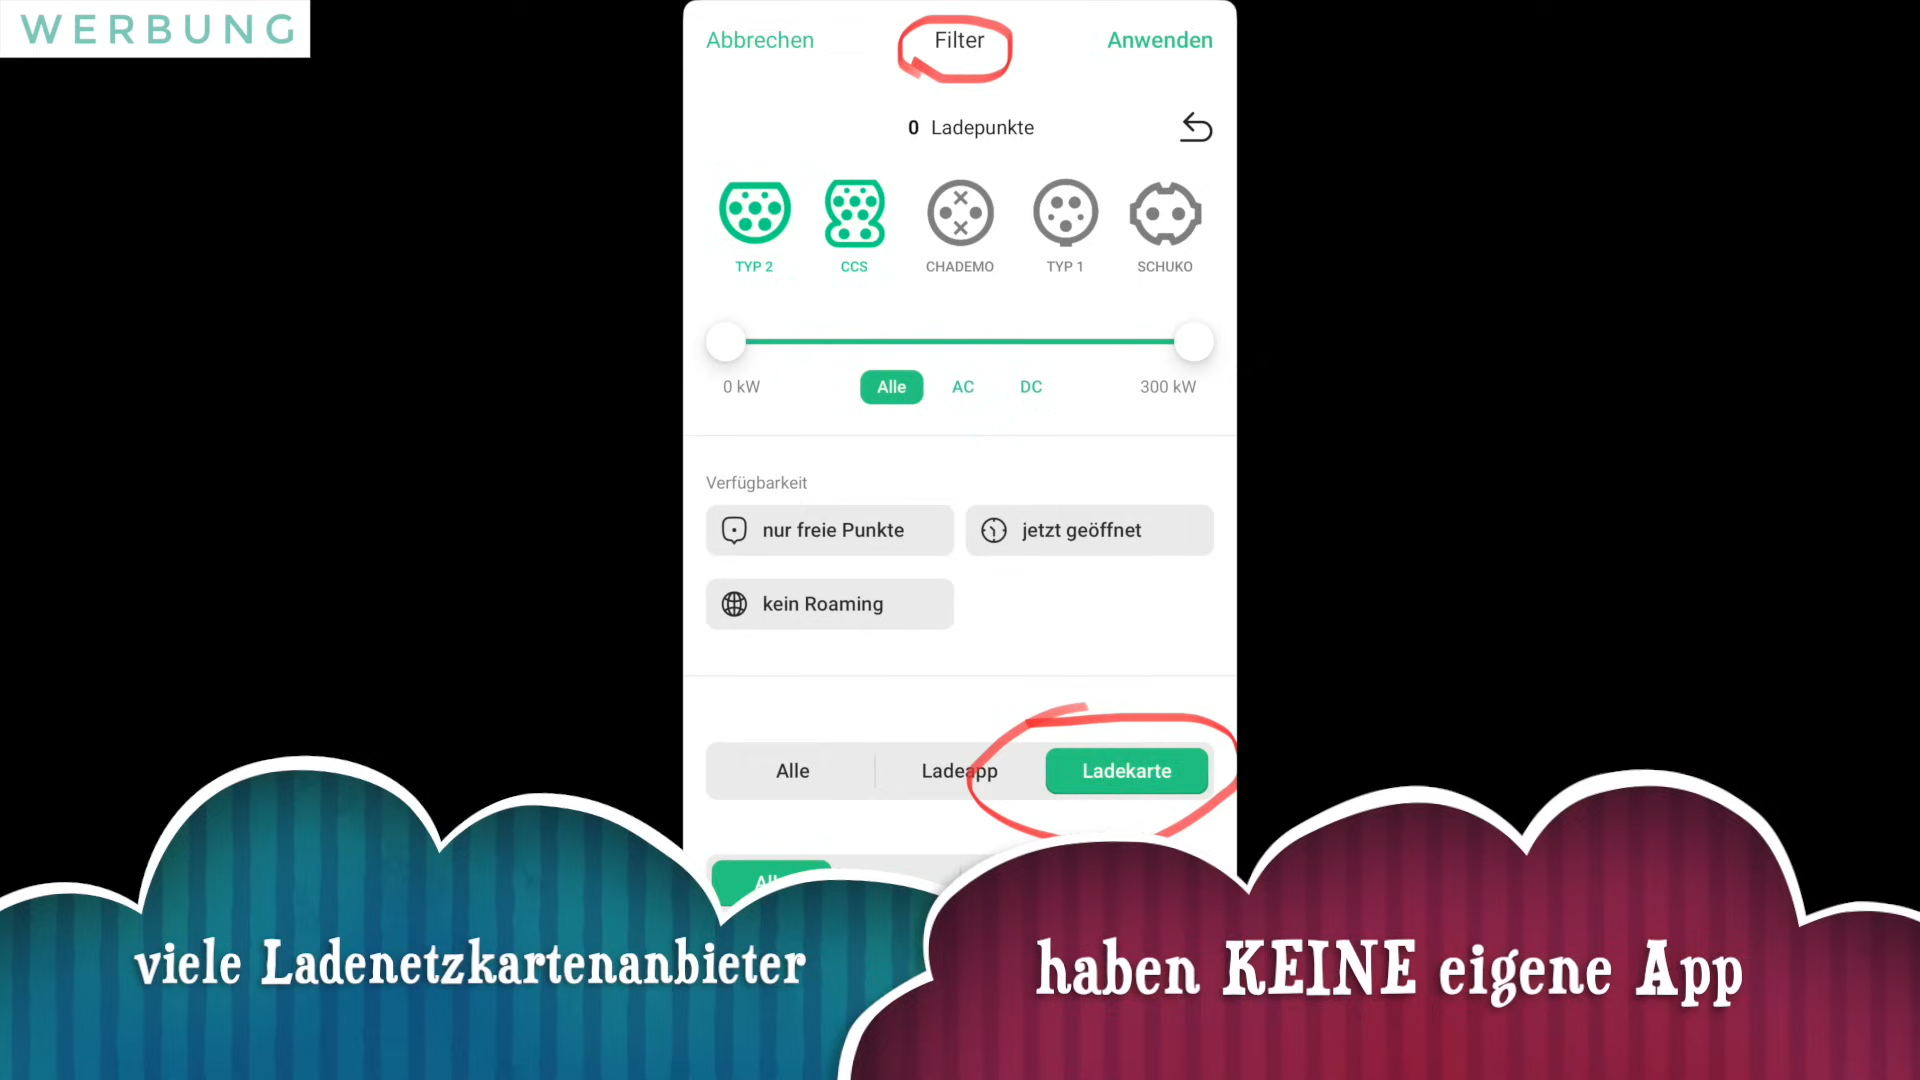 WERBUNG
Abbrechen Filter Anwenden
0 Ladepunkte
TYP 2 CCS CHADEMO TYP 1 SCHUKO
0 kW Alle AC DC 300 kW
Verfügbarkeit
nur freie Punkte jetzt geöffnet
kein Roaming
Alle Ladeapp Ladekarte
viele Ladenetzkartenanbieter
haben KEINE eigene App